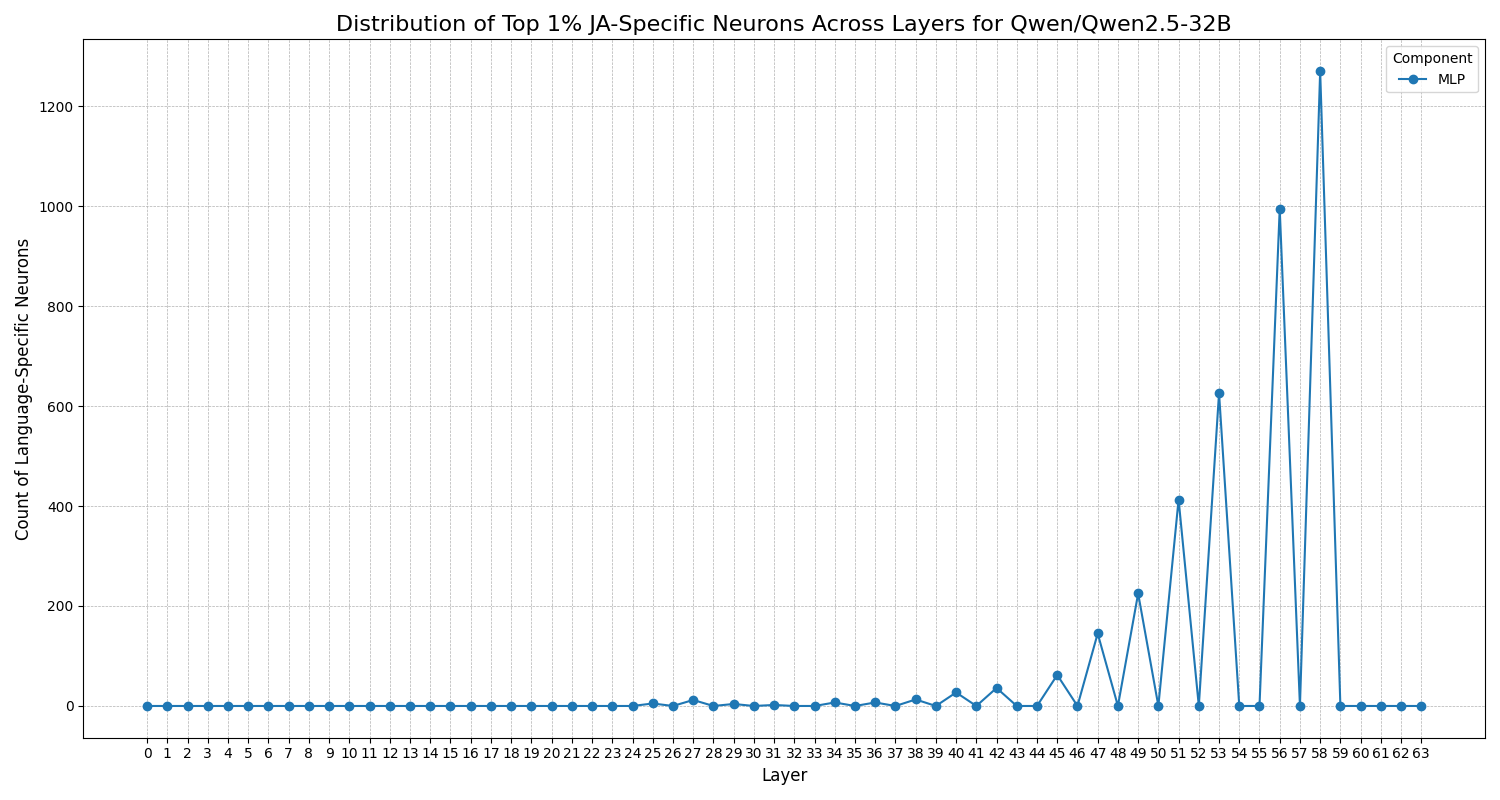 Distribution of Top 1% JA-Specific Neurons Across Layers for Qwen/Qwen2.5-32B
Component
MLP
1200
1000
800
600
400
200
0
Count of Language-Specific Neurons
0 1 2 3 4 5 6 7 8 9 10 11 12 13 14 15 16 17 18 19 20 21 22 23 24 25 26 27 28 29 30 31 32 33 34 35 36 37 38 39 40 41 42 43 44 45 46 47 48 49 50 51 52 53 54 55 56 57 58 59 60 61 62 63
Layer